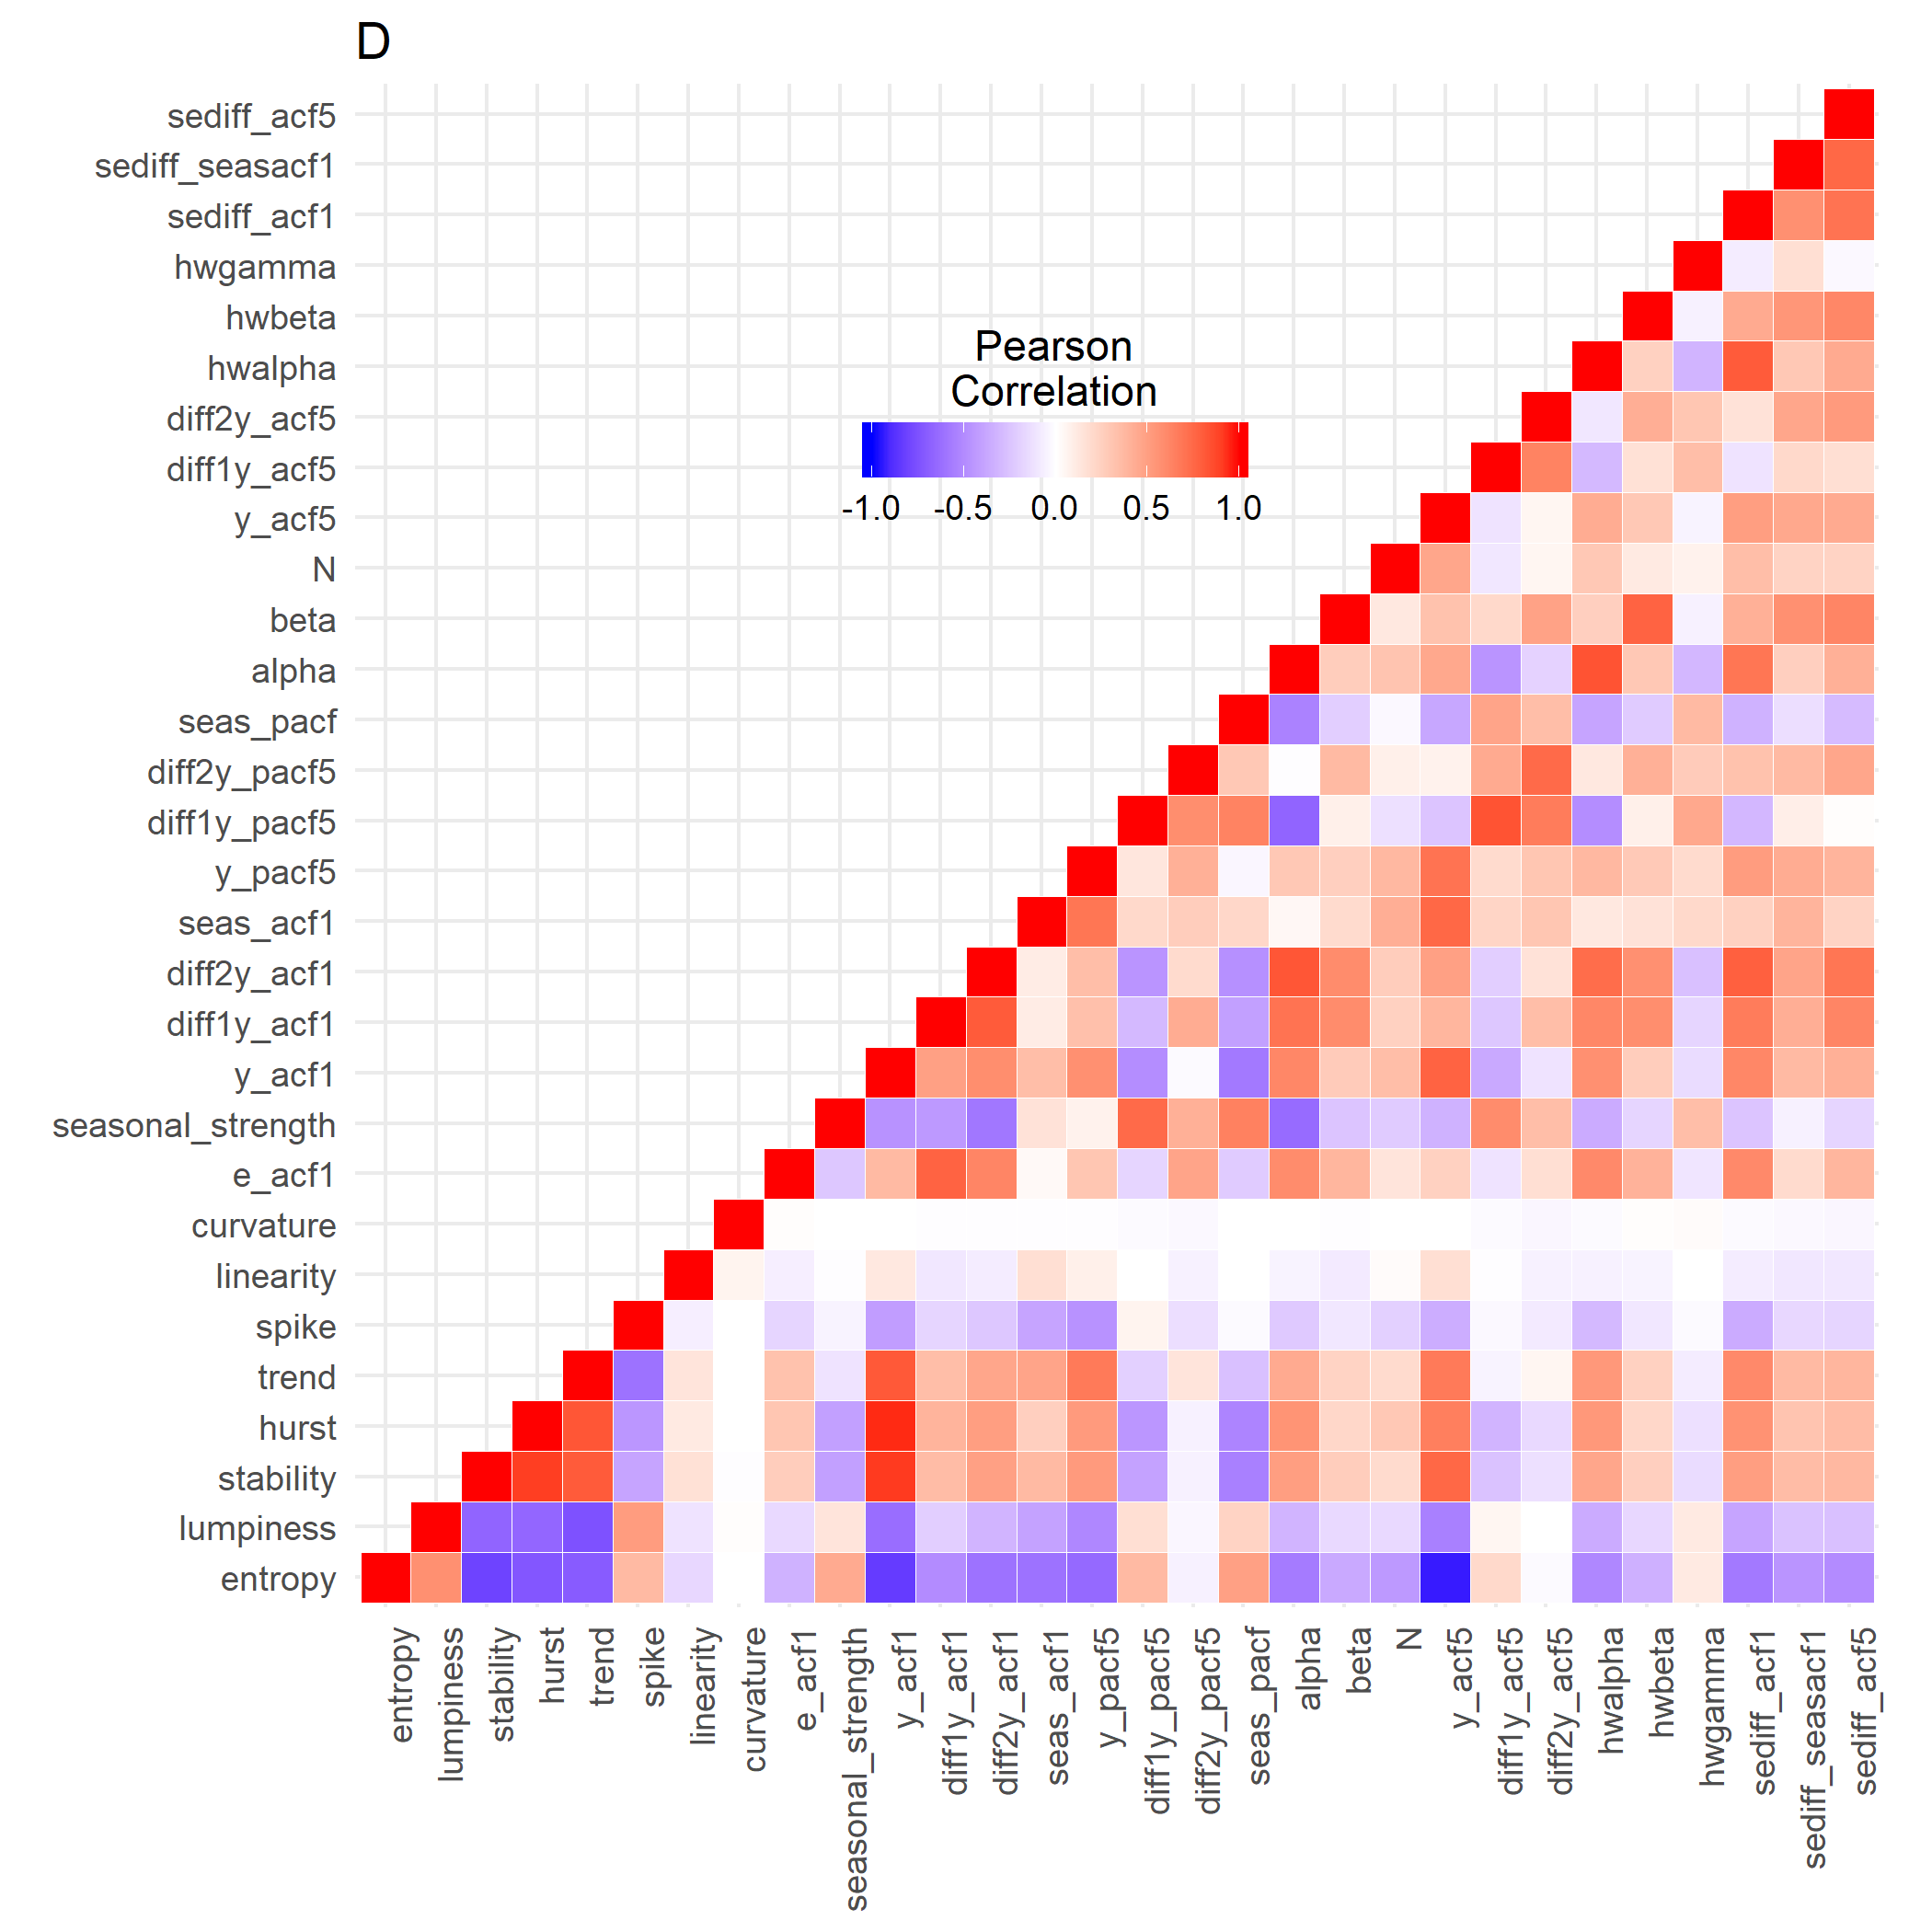 D
sediff_acf5
sediff_seasacf1
sediff_acf1
hwgamma
hwbeta
hwalpha
diff2y_acf5
diff1y_acf5
y_acf5
N
beta
alpha
seas_pacf
diff2y_pacf5
diff1y_pacf5
y_pacf5
seas_acf1
diff2y_acf1
diff1y_acf1
y_acf1
seasonal_strength
e_acf1
curvature
linearity
spike
trend
hurst
stability
lumpiness
entropy
Pearson
Correlation
-1.0 -0.5 0.0 0.5 1.0
entropy
lumpiness
stability
hurst
trend
spike
linearity
curvature
e_acf1
seasonal_strength
y_acf1
diff1y_acf1
diff2y_acf1
seas_acf1
y_pacf5
diff1y_pacf5
diff2y_pacf5
seas_pacf
alpha
beta
N
y_acf5
diff1y_acf5
diff2y_acf5
hwalpha
hwbeta
hwgamma
sediff_acf1
sediff_seasacf1
sediff_acf5